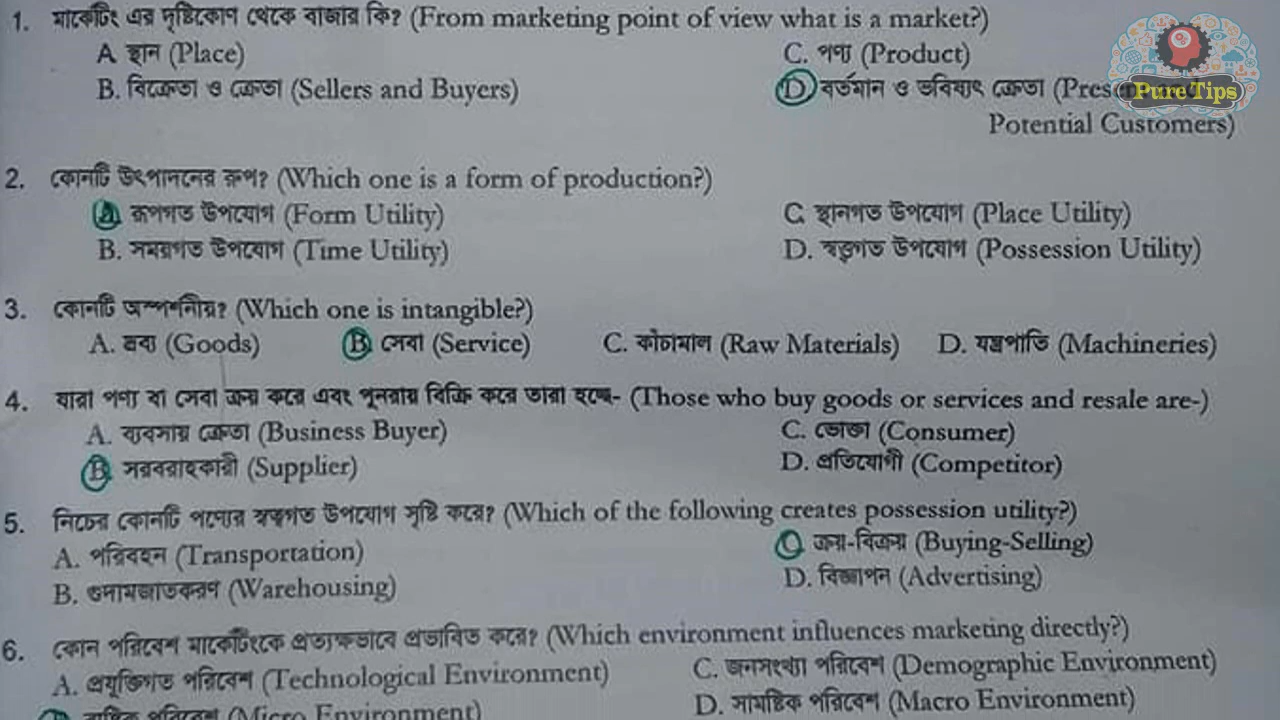 1. মার্কেটিং এর দৃষ্টিকোণ থেকে বাজার কি? (From marketing point of view what is a market?)
A. স্থান (Place)
C. পণ্য (Product)
B. বিক্রেতা ও ক্রেতা (Sellers and Buyers)
D. বর্তমান ও ভবিষ্যৎ ক্রেতা
Pure Tips
Potential Customers)
2. কোনটি উৎপাদনের রূপ? (Which one is a form of production?)
A. রূপগত উপযোগ (Form Utility)
C. স্থানগত উপযোগ (Place Utility)
B. সময়গত উপযোগ (Time Utility)
D. স্বত্বগত উপযোগ (Possession Utility)
3. কোনটি অস্পর্শনীয়? (Which one is intangible?)
A. দ্রব্য (Goods) B. সেবা (Service) C. কাঁচামাল (Raw Materials) D. যন্ত্রপাতি (Machineries)
4. যারা পণ্য বা সেবা ক্রয় করে এবং পূনরায় বিক্রি করে তারা হচ্ছে- (Those who buy goods or services and resale are-)
A. ব্যবসায় ক্রেতা (Business Buyer)
C. ভোক্তা (Consumer)
B. সরবরাহকারী (Supplier)
D. প্রতিযোগী (Competitor)
5. নিচের কোনটি পণ্যের স্বত্বগত উপযোগ সৃষ্টি করে? (Which of the following creates possession utility?)
A. পরিবহন (Transportation)
C. ক্রয়-বিক্রয় (Buying-Selling)
B. গুদামজাতকরণ (Warehousing)
D. বিজ্ঞাপন (Advertising)
6. কোন পরিবেশ মার্কেটিংকে প্রত্যক্ষভাবে প্রভাবিত করে? (Which environment influences marketing directly?)
A. প্রযুক্তিগত পরিবেশ (Technological Environment)
C. জনসংখ্যা পরিবেশ (Demographic Environment)
B. ব্যষ্টিক পরিবেশ (Micro Environment)
D. সামষ্টিক পরিবেশ (Macro Environment)